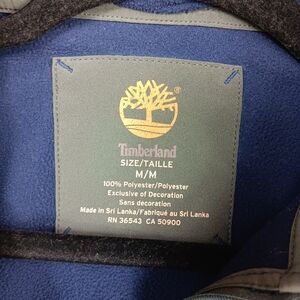 Timberland
SIZE/TAILLE
M/M
100% Polyester/Polyester
Exclusive of Decoration
Sans decoration
Made in Sri Lanka/Fabriqué au Sri Lanka
RN 36543 CA 50900